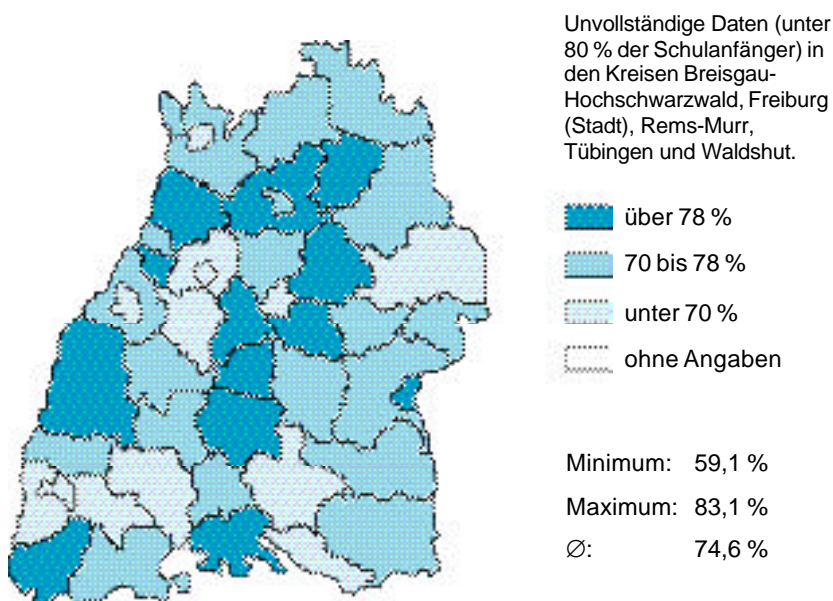 Unvollständige Daten (unter
80 % der Schulanfänger) in
den Kreisen Breisgau-
Hochschwarzwald, Freiburg
(Stadt), Rems-Murr,
Tübingen und Waldshut.
über 78 %
70 bis 78 %
unter 70 %
ohne Angaben
Minimum: 59,1 %
Maximum: 83,1 %
∅: 74,6 %